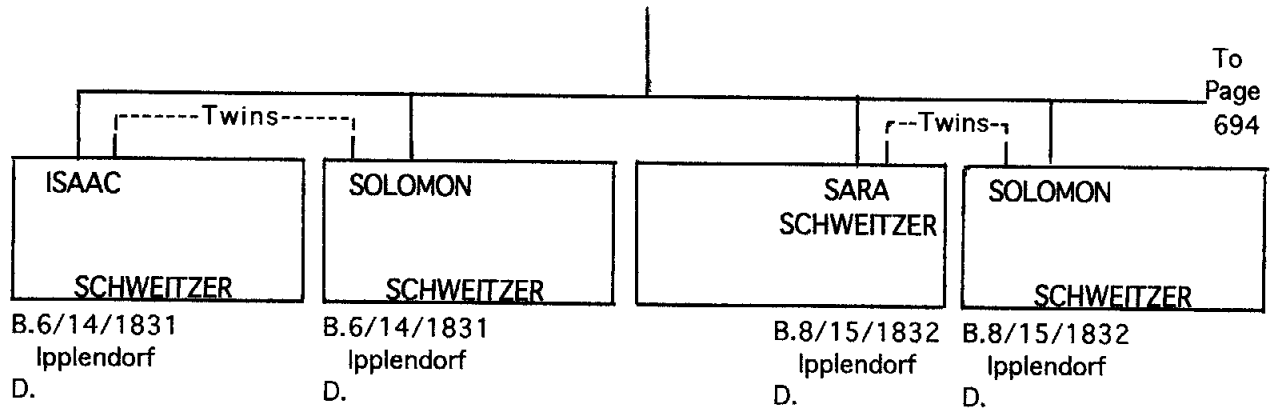 To
Page
694
-------Twins------
--Twins-
ISAAC
SCHWEITZER
B.6/14/1831
Ipplendorf
D.
SOLOMON
SCHWEITZER
B.6/14/1831
Ipplendorf
D.
SARA
SCHWEITZER
B.8/15/1832
Ipplendorf
D.
SOLOMON
SCHWEITZER
B.8/15/1832
Ipplendorf
D.